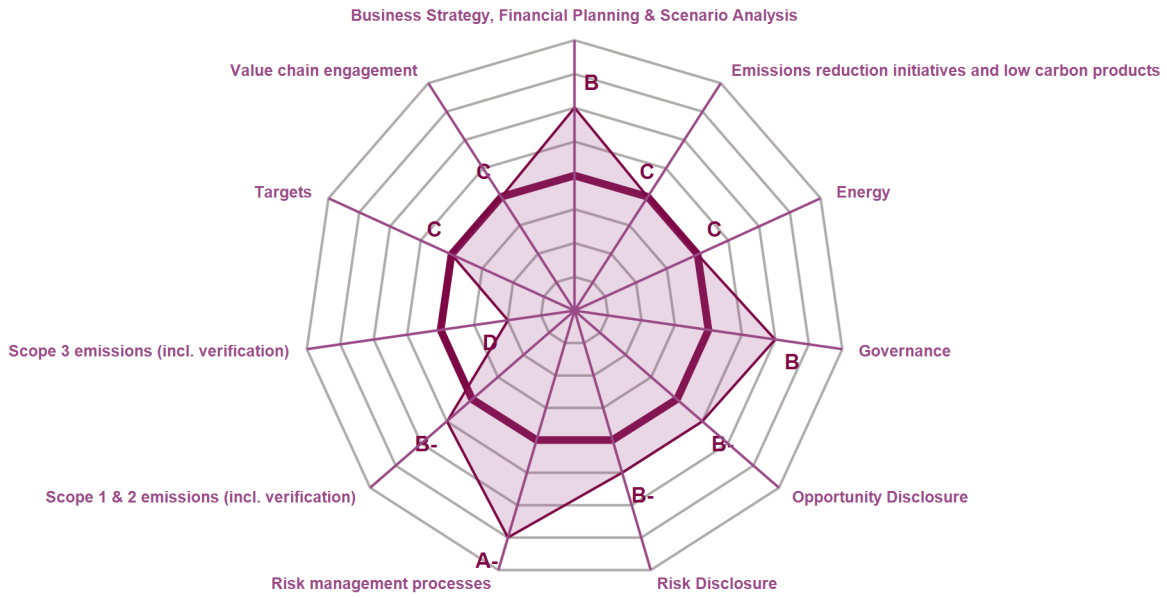 Business Strategy, Financial Planning & Scenario Analysis
Value chain engagement
Emissions reduction initiatives and low carbon products
B
C
C
Targets
Energy
C
C
D
Scope 3 emissions (incl. verification)
Governance
B
B-
B-
Scope 1 & 2 emissions (incl. verification)
B-
Opportunity Disclosure
A-
Risk management processes
Risk Disclosure